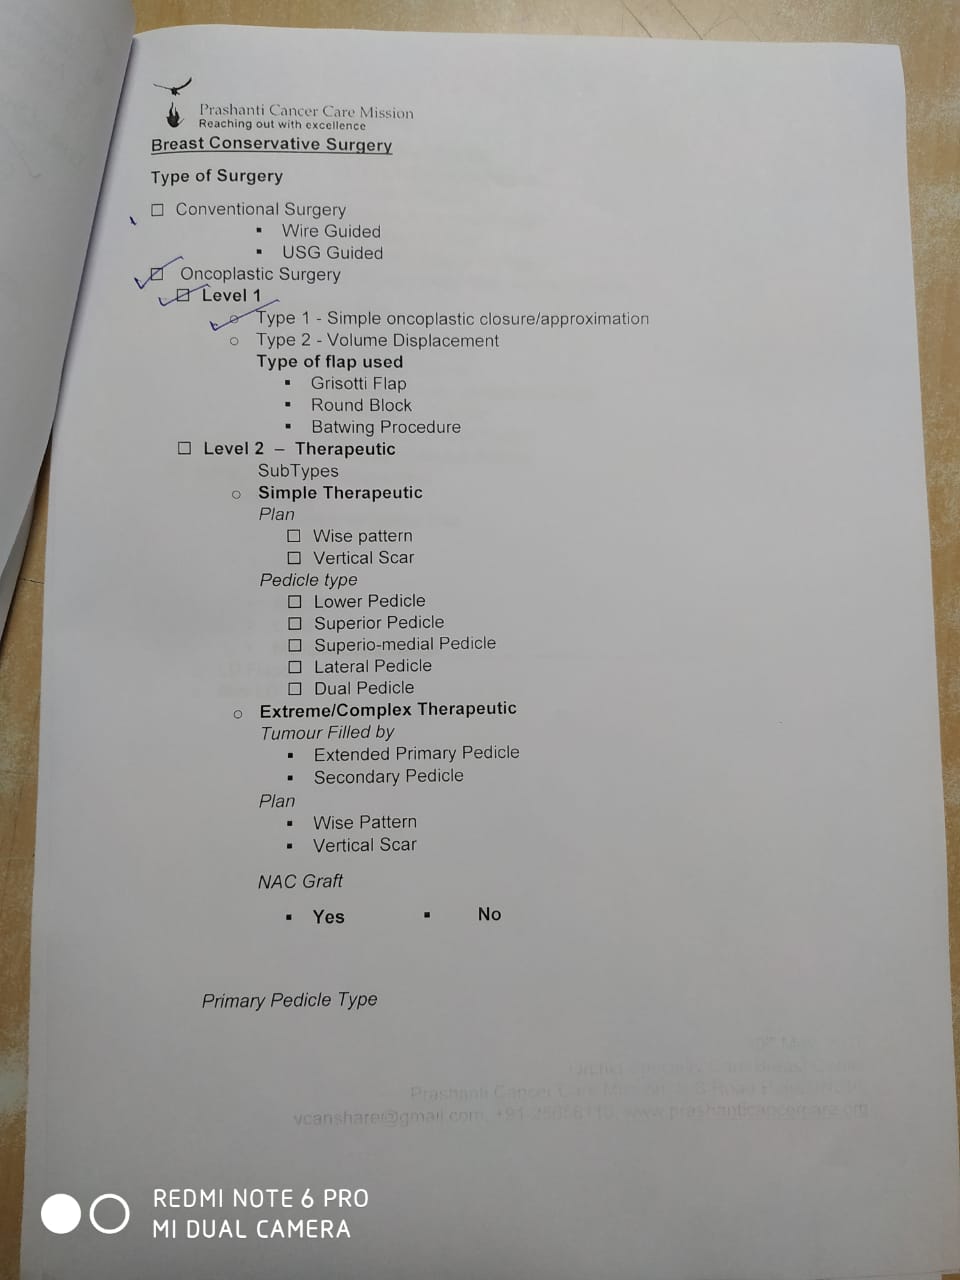 Prashanti Cancer Care Mission
Reaching out with excellence
Breast Conservative Surgery
Type of Surgery
☐ Conventional Surgery
▪ Wire Guided
▪ USG Guided
☑ Oncoplastic Surgery
☑ Level 1
✓ Type 1 - Simple oncoplastic closure/approximation
○ Type 2 - Volume Displacement
Type of flap used
▪ Grisotti Flap
▪ Round Block
▪ Batwing Procedure
☐ Level 2 – Therapeutic
SubTypes
○ Simple Therapeutic
Plan
☐ Wise pattern
☐ Vertical Scar
Pedicle type
☐ Lower Pedicle
☐ Superior Pedicle
☐ Superio-medial Pedicle
☐ Lateral Pedicle
☐ Dual Pedicle
○ Extreme/Complex Therapeutic
Tumour Filled by
▪ Extended Primary Pedicle
▪ Secondary Pedicle
Plan
▪ Wise Pattern
▪ Vertical Scar
NAC Graft
▪ Yes ▪ No
Primary Pedicle Type
Prashanti Cancer Care Mission
vcanshare@gmail.com, +91 www.prashanticancercare.org
REDMI NOTE 6 PRO
MI DUAL CAMERA